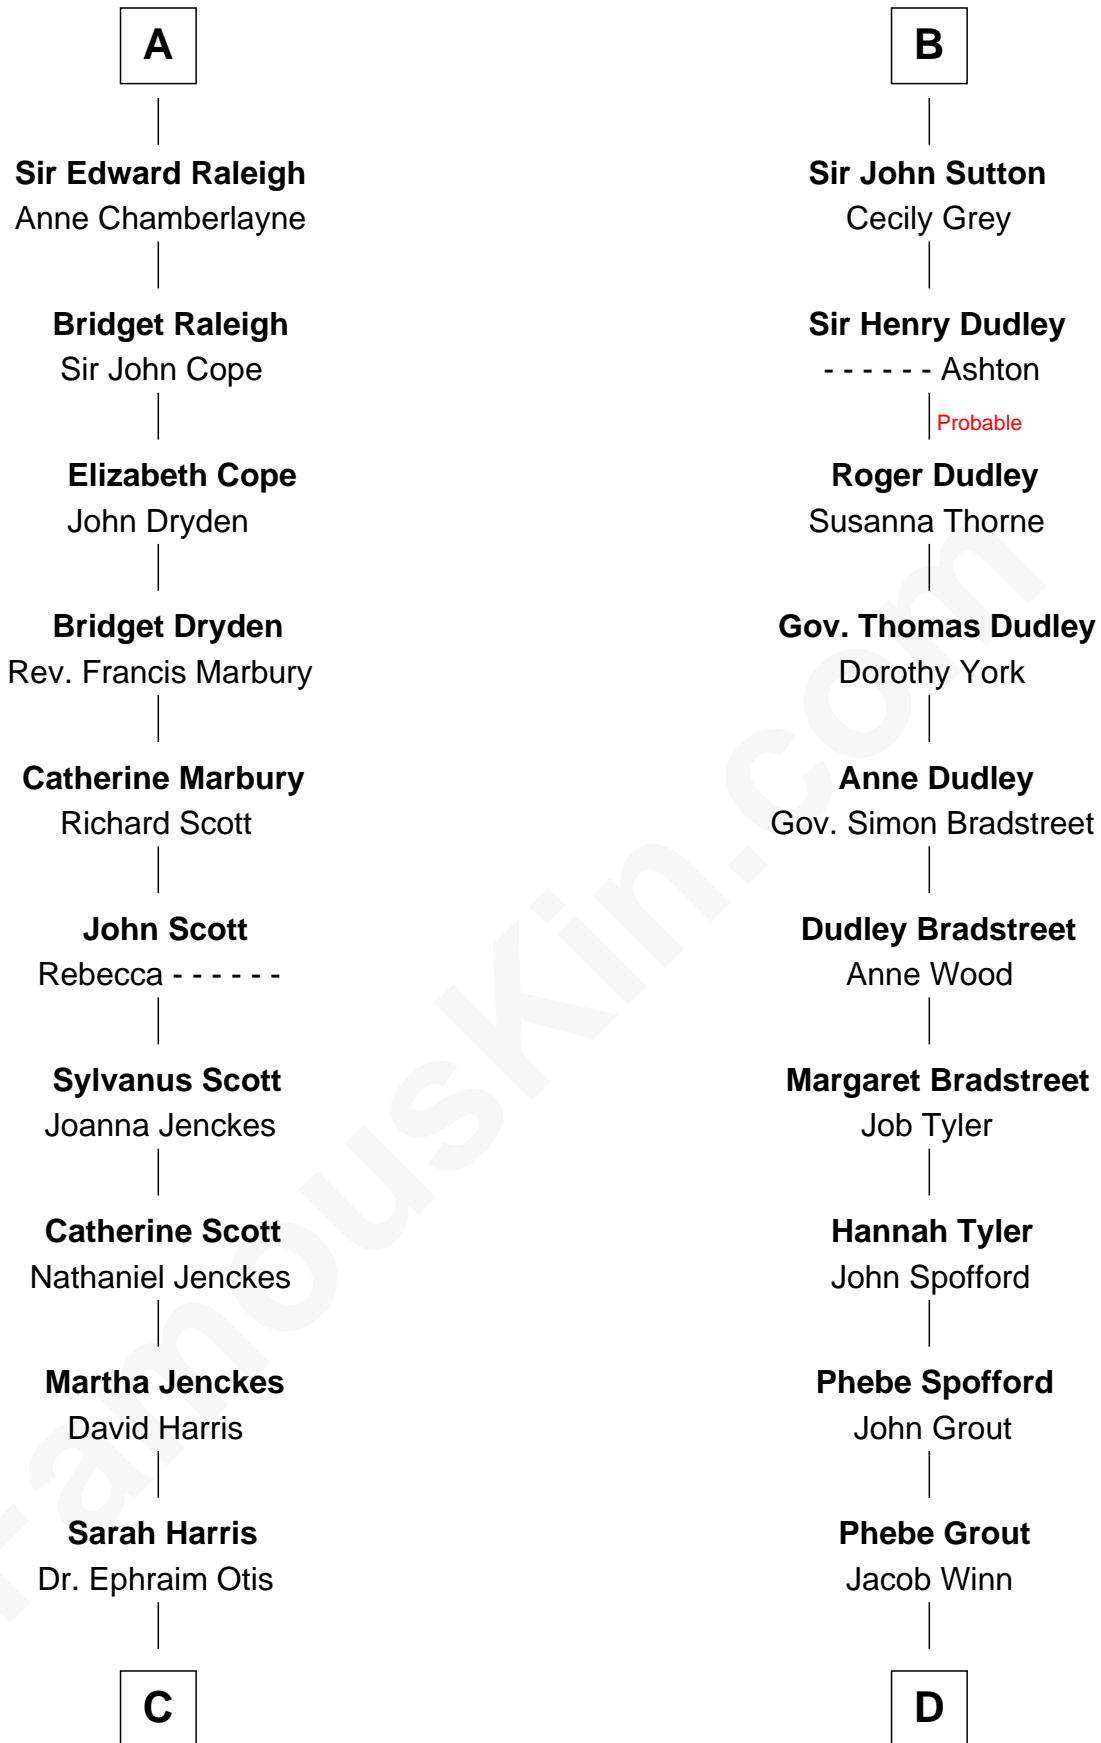 A
Sir Edward Raleigh
Anne Chamberlayne
Bridget Raleigh
Sir John Cope
Elizabeth Cope
John Dryden
Bridget Dryden
Rev. Francis Marbury
Catherine Marbury
Richard Scott
John Scott
Rebecca - - - - - -
Sylvanus Scott
Joanna Jenckes
Catherine Scott
Nathaniel Jenckes
Martha Jenckes
David Harris
Sarah Harris
Dr. Ephraim Otis
C
B
Sir John Sutton
Cecily Grey
Sir Henry Dudley
- - - - - - Ashton
Probable
Roger Dudley
Susanna Thorne
Gov. Thomas Dudley
Dorothy York
Anne Dudley
Gov. Simon Bradstreet
Dudley Bradstreet
Anne Wood
Margaret Bradstreet
Job Tyler
Hannah Tyler
John Spofford
Phebe Spofford
John Grout
Phebe Grout
Jacob Winn
D
FamousKin.com